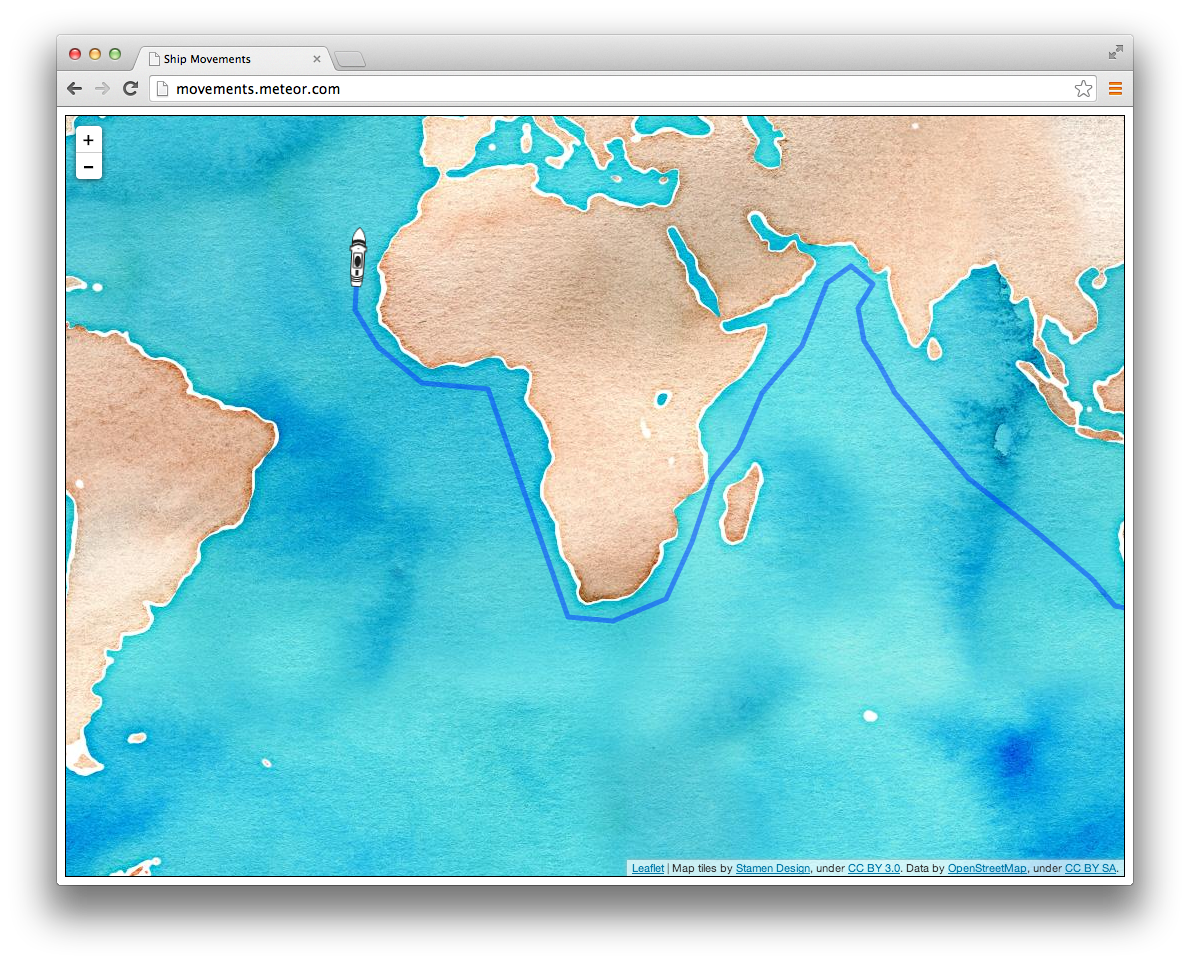 Ship Movements
movements.meteor.com
+
−
Leaflet | Map tiles by Stamen Design, under CC BY 3.0. Data by OpenStreetMap, under CC BY SA.